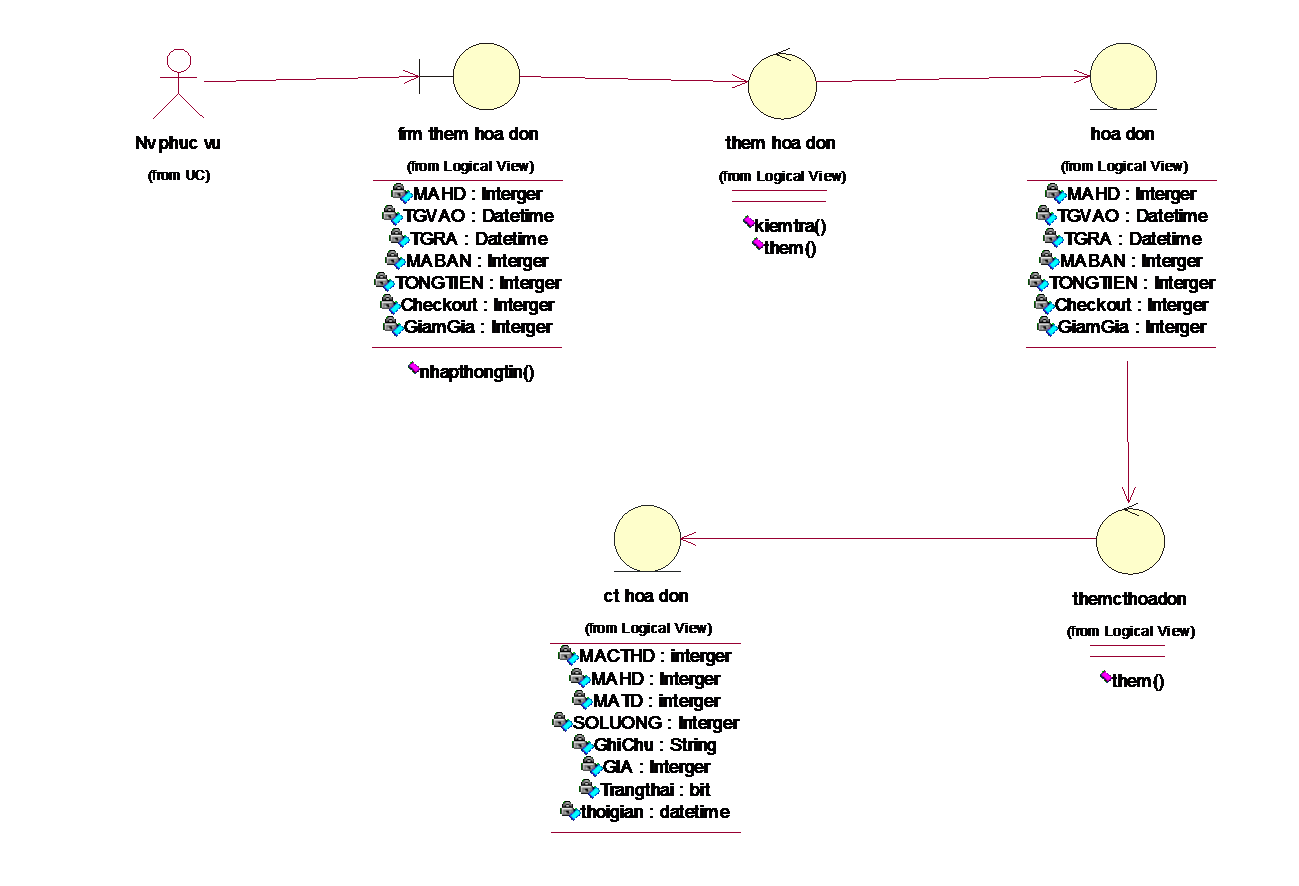 Nv phuc vu
(from UC)
frm them hoa don
(from Logical View)
MAHD : Interger
TGVAO : Datetime
TGRA : Datetime
MABAN : Interger
TONGTIEN : Interger
Checkout : Interger
GiamGia : Interger
nhapthongtin()
them hoa don
(from Logical View)
kiemtra()
them()
hoa don
(from Logical View)
MAHD : Interger
TGVAO : Datetime
TGRA : Datetime
MABAN : Interger
TONGTIEN : Interger
Checkout : Interger
GiamGia : Interger
ct hoa don
(from Logical View)
MACTHD : interger
MAHD : Interger
MATD : interger
SOLUONG : Interger
GhiChu : String
GIA : Interger
Trangthai : bit
thoigian : datetime
themcthoadon
(from Logical View)
them()